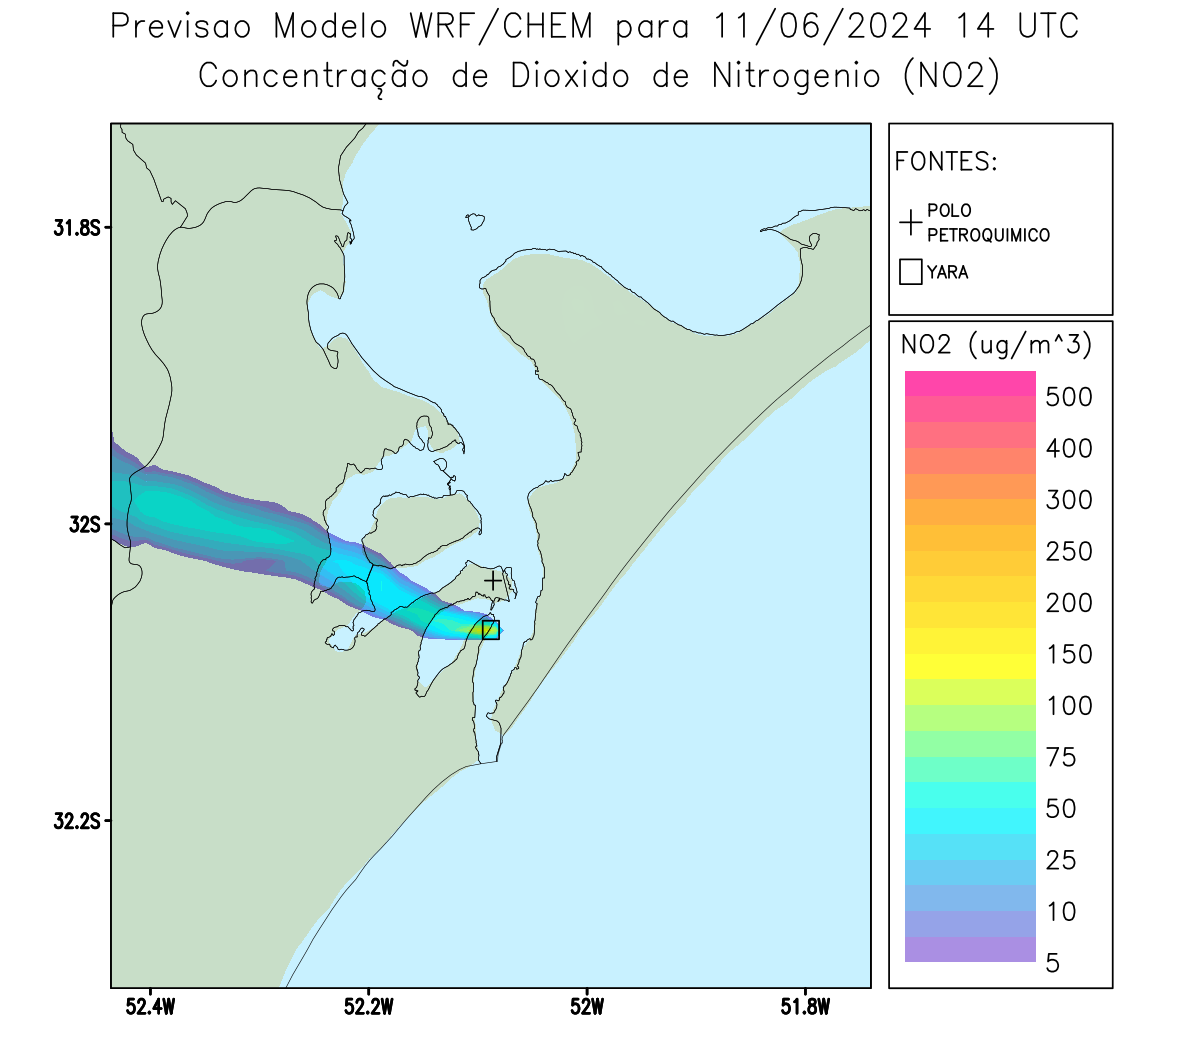 Previsao Modelo WRF/CHEM para 11/06/2024 14 UTC
Concentração de Dioxido de Nitrogenio (NO2)
FONTES:
POLO
PETROQUIMICO
YARA
31.8S
32S
32.2S
52.4W
52.2W
52W
51.8W
NO2 (ug/m^3)
500
400
300
250
200
150
100
75
50
25
10
5